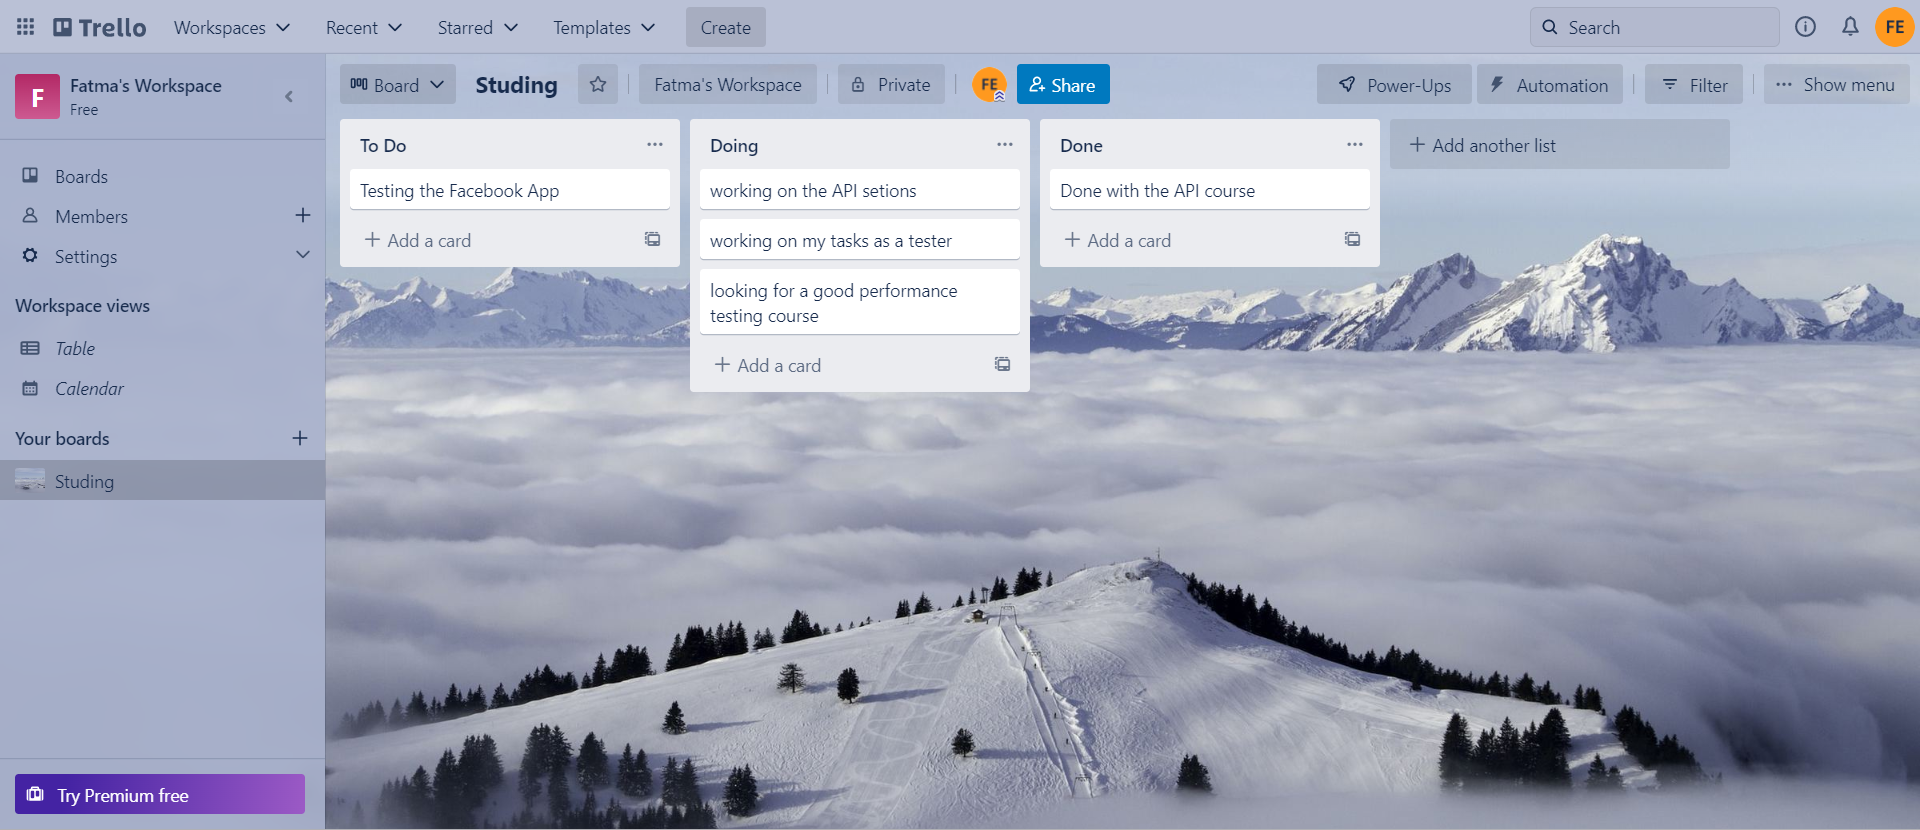 Trello Workspaces Recent Starred Templates Create Search FE
F Fatma's Workspace
Free
Board Studing Fatma's Workspace Private FE Share Power-Ups Automation Filter Show menu
Boards
Members
Settings
Workspace views
Table
Calendar
Your boards
Studing
Try Premium free
To Do
Testing the Facebook App
Add a card
Doing
working on the API setions
working on my tasks as a tester
looking for a good performance
testing course
Add a card
Done
Done with the API course
Add a card
Add another list